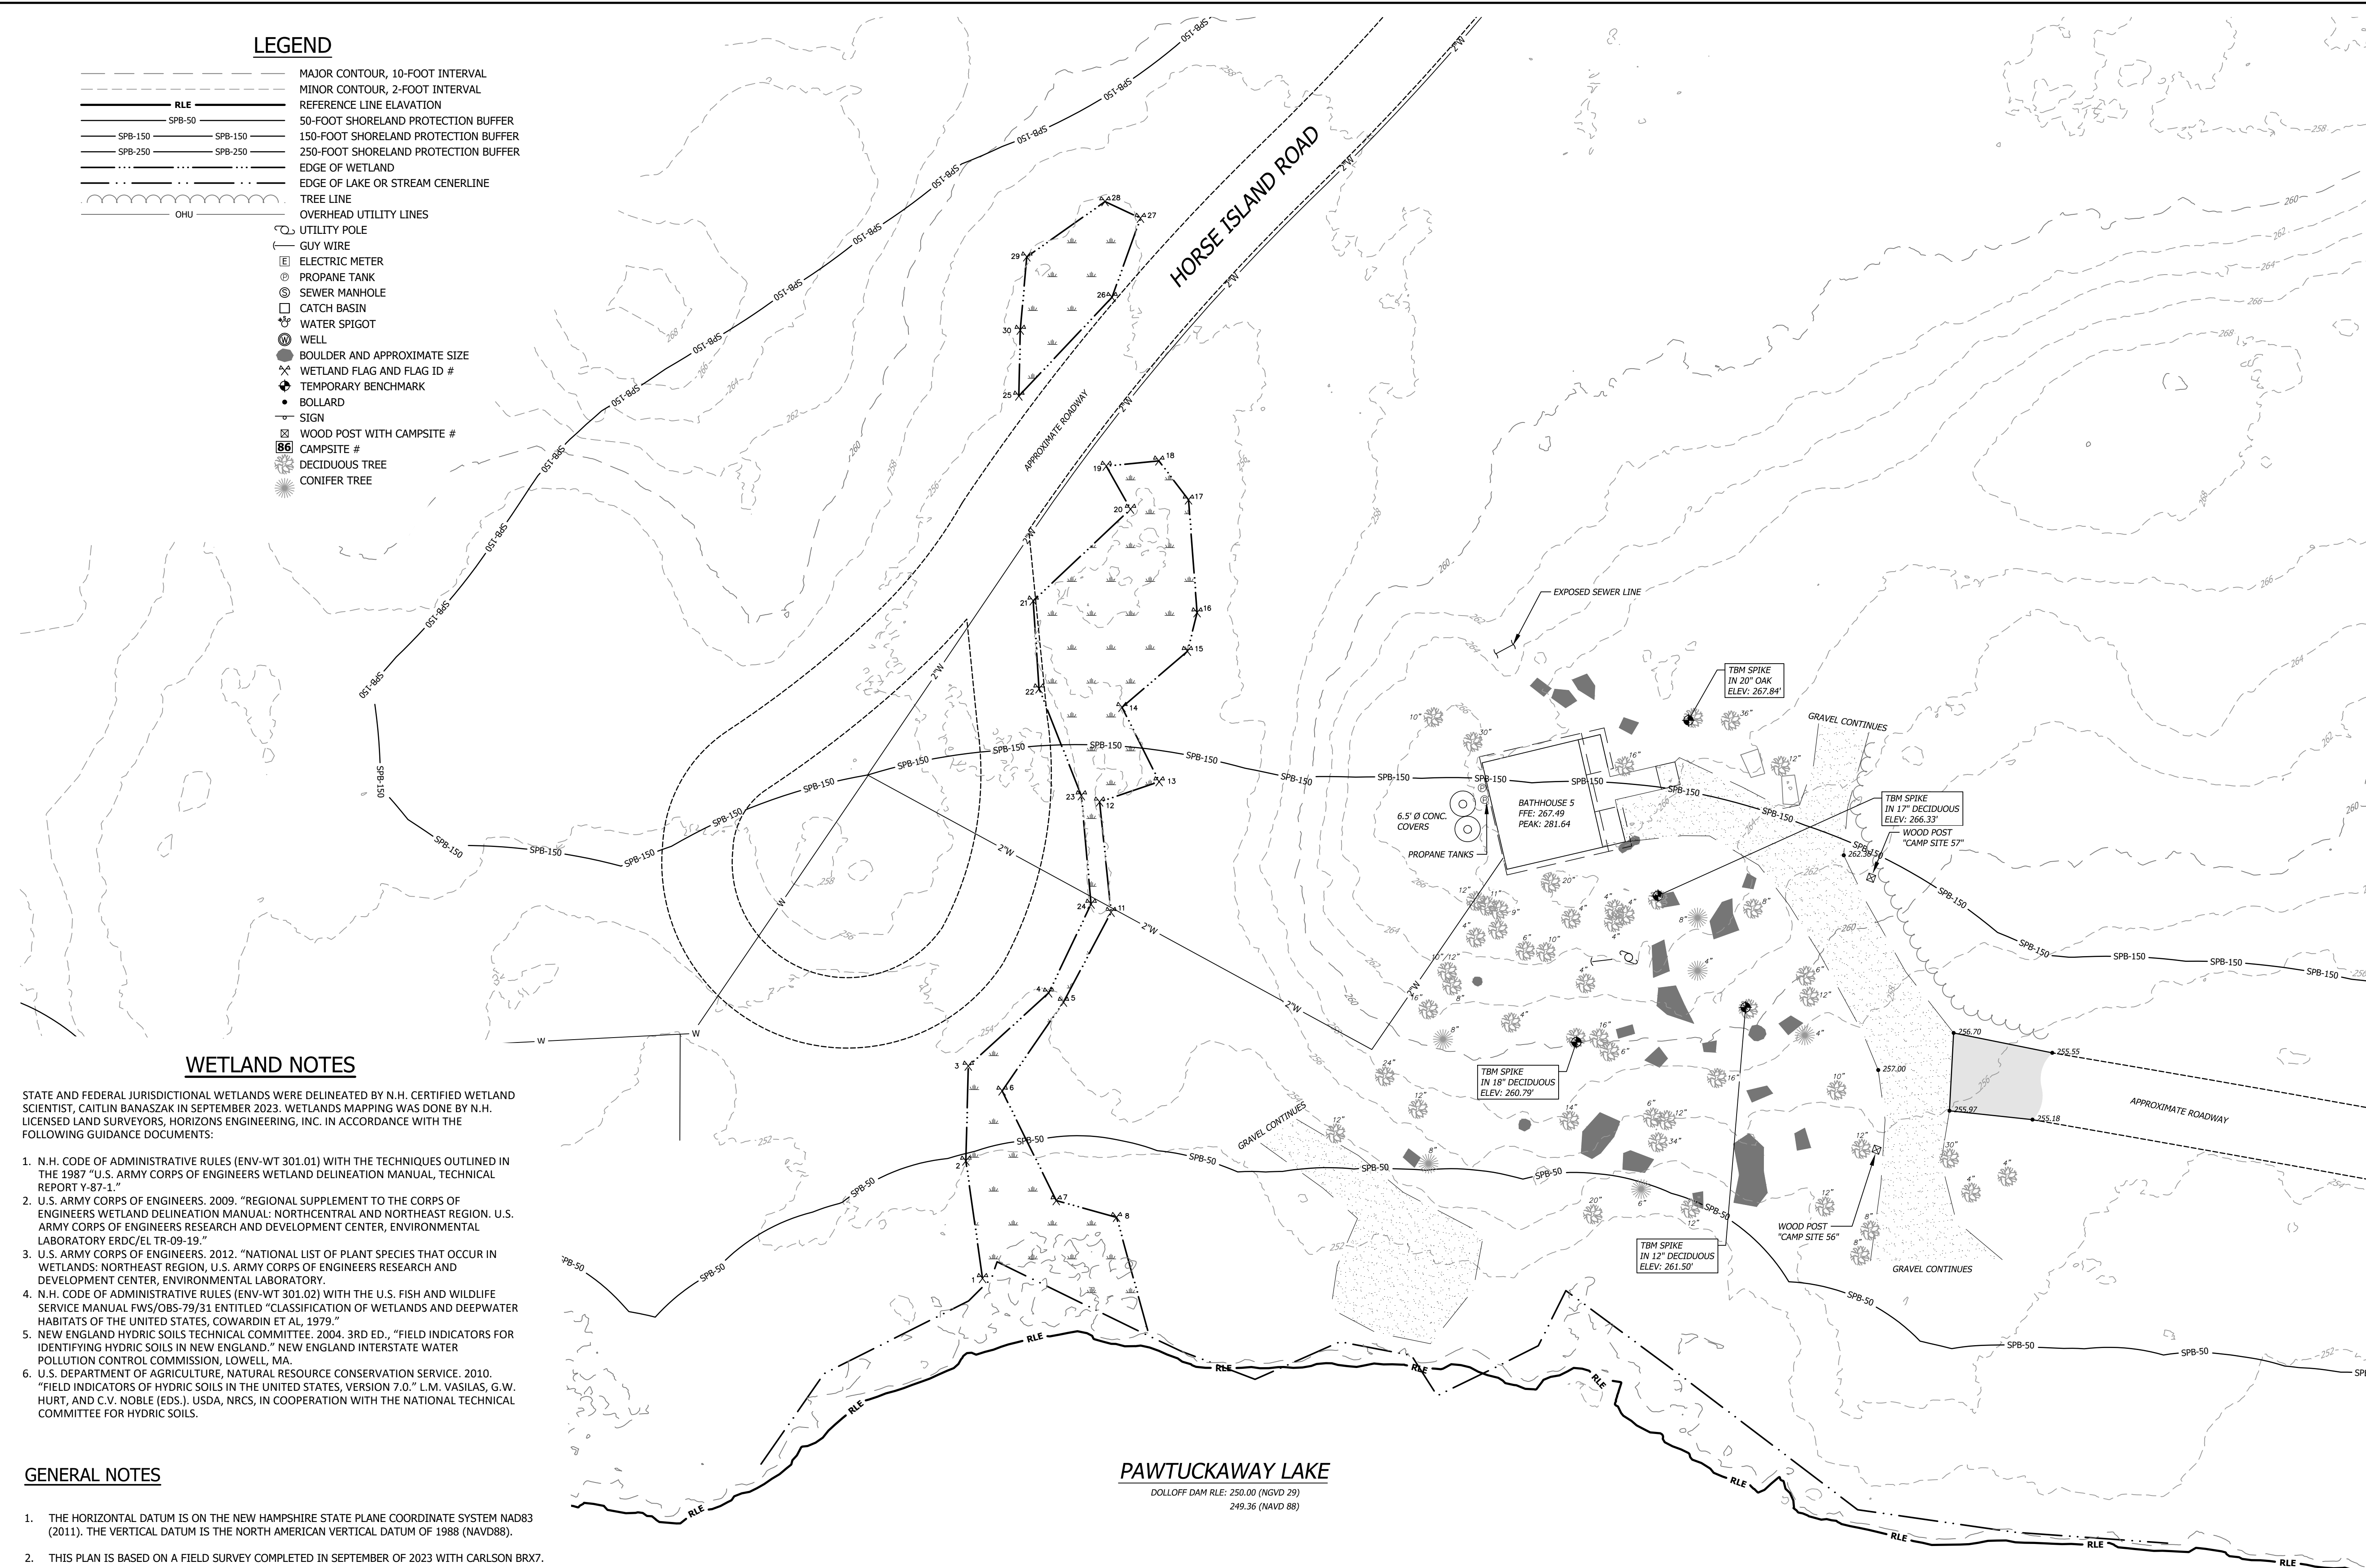 LEGEND
MAJOR CONTOUR, 10-FOOT INTERVAL
MINOR CONTOUR, 2-FOOT INTERVAL
RLE
REFERENCE LINE ELAVATION
SPB-50
50-FOOT SHORELAND PROTECTION BUFFER
SPB-150 SPB-150
150-FOOT SHORELAND PROTECTION BUFFER
SPB-250 SPB-250
250-FOOT SHORELAND PROTECTION BUFFER
EDGE OF WETLAND
EDGE OF LAKE OR STREAM CENERLINE
TREE LINE
OHU
OVERHEAD UTILITY LINES
UTILITY POLE
GUY WIRE
E ELECTRIC METER
P PROPANE TANK
S SEWER MANHOLE
CATCH BASIN
WATER SPIGOT
W WELL
BOULDER AND APPROXIMATE SIZE
WETLAND FLAG AND FLAG ID #
TEMPORARY BENCHMARK
BOLLARD
SIGN
WOOD POST WITH CAMPSITE #
86 CAMPSITE #
DECIDUOUS TREE
CONIFER TREE
WETLAND NOTES
STATE AND FEDERAL JURISDICTIONAL WETLANDS WERE DELINEATED BY N.H. CERTIFIED WETLAND
SCIENTIST, CAITLIN BANASZAK IN SEPTEMBER 2023. WETLANDS MAPPING WAS DONE BY N.H.
LICENSED LAND SURVEYORS, HORIZONS ENGINEERING, INC. IN ACCORDANCE WITH THE
FOLLOWING GUIDANCE DOCUMENTS:
1. N.H. CODE OF ADMINISTRATIVE RULES (ENV-WT 301.01) WITH THE TECHNIQUES OUTLINED IN
THE 1987 “U.S. ARMY CORPS OF ENGINEERS WETLAND DELINEATION MANUAL, TECHNICAL
REPORT Y-87-1.”
2. U.S. ARMY CORPS OF ENGINEERS. 2009. “REGIONAL SUPPLEMENT TO THE CORPS OF
ENGINEERS WETLAND DELINEATION MANUAL: NORTHCENTRAL AND NORTHEAST REGION. U.S.
ARMY CORPS OF ENGINEERS RESEARCH AND DEVELOPMENT CENTER, ENVIRONMENTAL
LABORATORY ERDC/EL TR-09-19.”
3. U.S. ARMY CORPS OF ENGINEERS. 2012. “NATIONAL LIST OF PLANT SPECIES THAT OCCUR IN
WETLANDS: NORTHEAST REGION, U.S. ARMY CORPS OF ENGINEERS RESEARCH AND
DEVELOPMENT CENTER, ENVIRONMENTAL LABORATORY.
4. N.H. CODE OF ADMINISTRATIVE RULES (ENV-WT 301.02) WITH THE U.S. FISH AND WILDLIFE
SERVICE MANUAL FWS/OBS-79/31 ENTITLED “CLASSIFICATION OF WETLANDS AND DEEPWATER
HABITATS OF THE UNITED STATES, COWARDIN ET AL, 1979.”
5. NEW ENGLAND HYDRIC SOILS TECHNICAL COMMITTEE. 2004. 3RD ED., “FIELD INDICATORS FOR
IDENTIFYING HYDRIC SOILS IN NEW ENGLAND.” NEW ENGLAND INTERSTATE WATER
POLLUTION CONTROL COMMISSION, LOWELL, MA.
6. U.S. DEPARTMENT OF AGRICULTURE, NATURAL RESOURCE CONSERVATION SERVICE. 2010.
“FIELD INDICATORS OF HYDRIC SOILS IN THE UNITED STATES, VERSION 7.0.” L.M. VASILAS, G.W.
HURT, AND C.V. NOBLE (EDS.). USDA, NRCS, IN COOPERATION WITH THE NATIONAL TECHNICAL
COMMITTEE FOR HYDRIC SOILS.
GENERAL NOTES
1. THE HORIZONTAL DATUM IS ON THE NEW HAMPSHIRE STATE PLANE COORDINATE SYSTEM NAD83
(2011). THE VERTICAL DATUM IS THE NORTH AMERICAN VERTICAL DATUM OF 1988 (NAVD88).
2. THIS PLAN IS BASED ON A FIELD SURVEY COMPLETED IN SEPTEMBER OF 2023 WITH CARLSON BRX7.
HORSE ISLAND ROAD
APPROXIMATE ROADWAY
EXPOSED SEWER LINE
TBM SPIKE
IN 20" OAK
ELEV: 267.84'
GRAVEL CONTINUES
TBM SPIKE
IN 17" DECIDUOUS
ELEV: 266.33'
WOOD POST
"CAMP SITE 57"
262.38
6.5' Ø CONC.
COVERS
BATHHOUSE 5
FFE: 267.49
PEAK: 281.64
PROPANE TANKS
TBM SPIKE
IN 18" DECIDUOUS
ELEV: 260.79'
GRAVEL CONTINUES
256.70
255.55
257.00
255.97
255.18
APPROXIMATE ROADWAY
WOOD POST
"CAMP SITE 56"
TBM SPIKE
IN 12" DECIDUOUS
ELEV: 261.50'
GRAVEL CONTINUES
PAWTUCKAWAY LAKE
DOLLOFF DAM RLE: 250.00 (NGVD 29)
249.36 (NAVD 88)